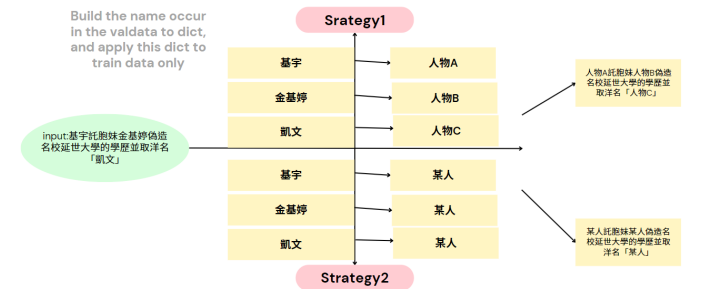 Build the name occur
in the valdata to dict,
and apply this dict to
train data only
Srategy1
基宇
人物A
金基婷
人物B
凱文
人物C
input:基宇託胞妹金基婷偽造
名校延世大學的學歷並取洋名
「凱文」
基宇
某人
金基婷
某人
凱文
某人
Strategy2
人物A託胞妹人物B偽造
名校延世大學的學歷並
取洋名「人物C」
某人託胞妹某人偽造名
校延世大學的學歷並取
洋名「某人」